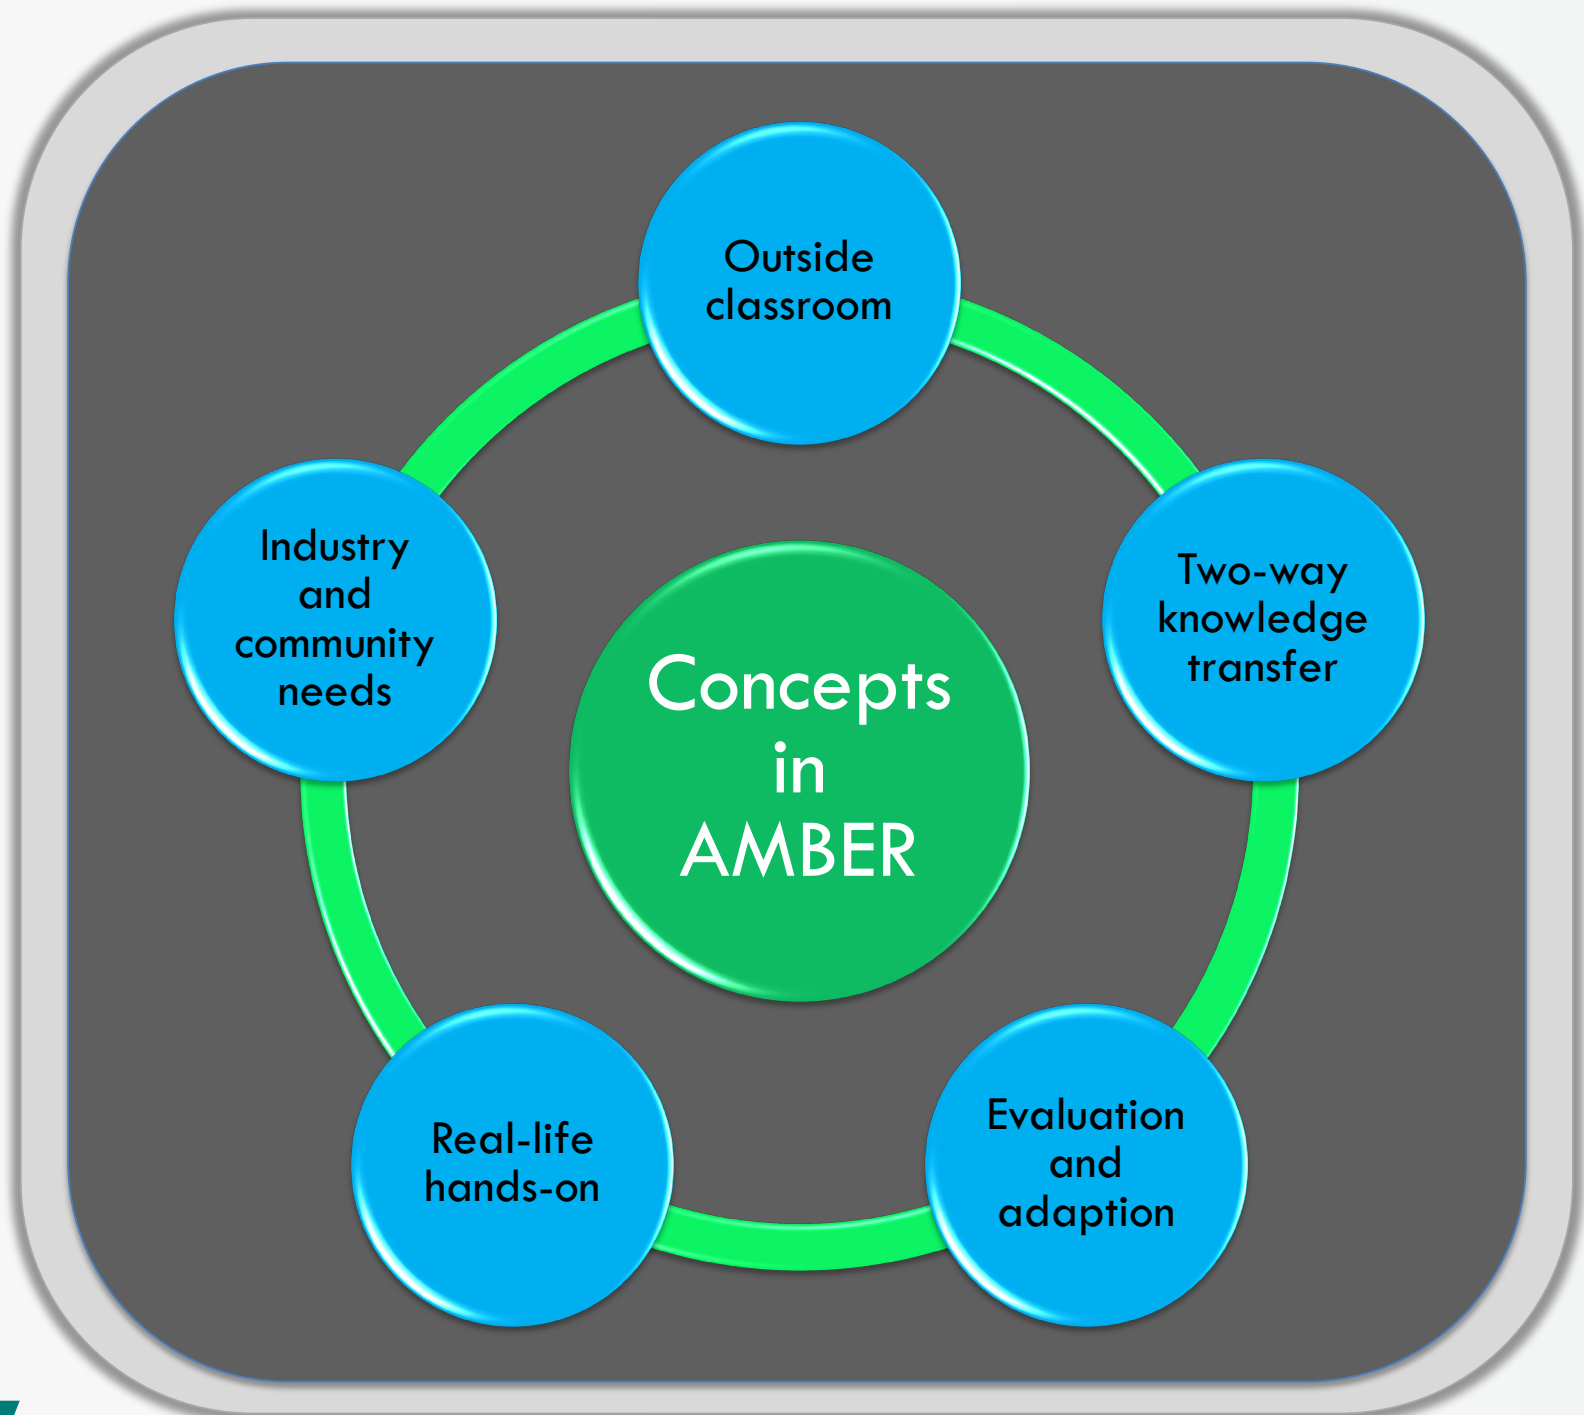 Outside
classroom
Two-way
knowledge
transfer
Evaluation
and
adaption
Real-life
hands-on
Industry
and
community
needs
Concepts
in
AMBER